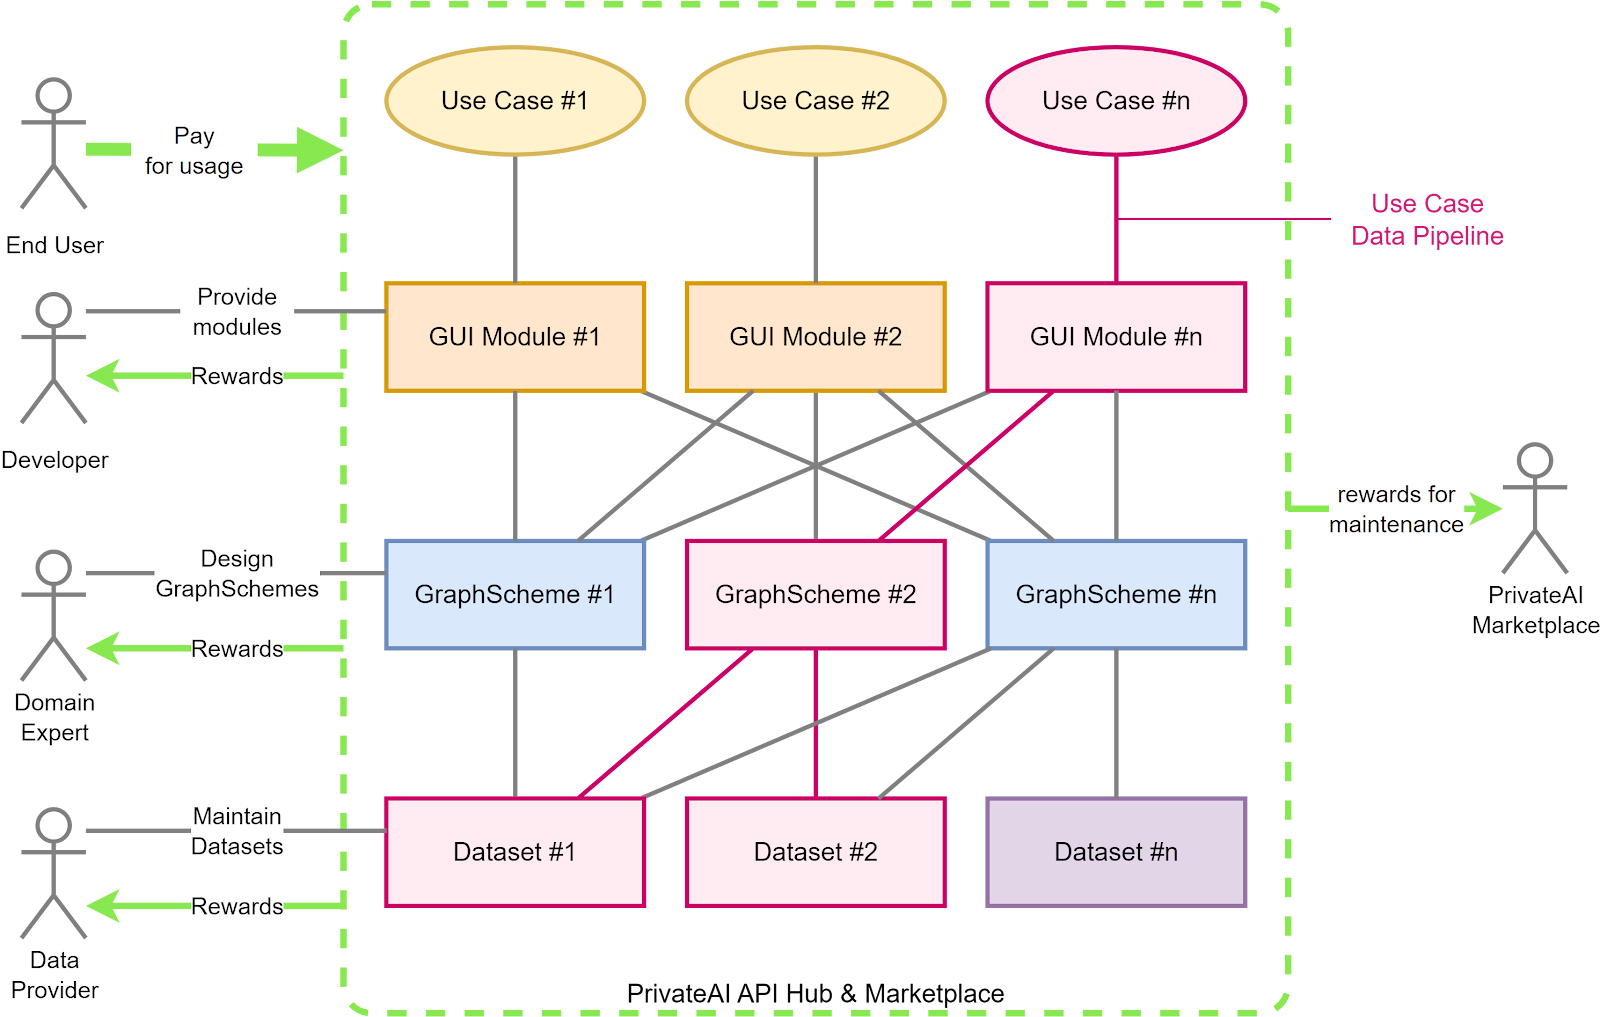 Use Case #1
Use Case #2
Use Case #n
Pay
for usage
End User
Use Case
Data Pipeline
Provide
modules
GUI Module #1
GUI Module #2
GUI Module #n
Rewards
Developer
rewards for
maintenance
PrivateAI
Marketplace
Design
GraphSchemes
GraphScheme #1
GraphScheme #2
GraphScheme #n
Rewards
Domain
Expert
Maintain
Datasets
Dataset #1
Dataset #2
Dataset #n
Rewards
Data
Provider
PrivateAI API Hub & Marketplace